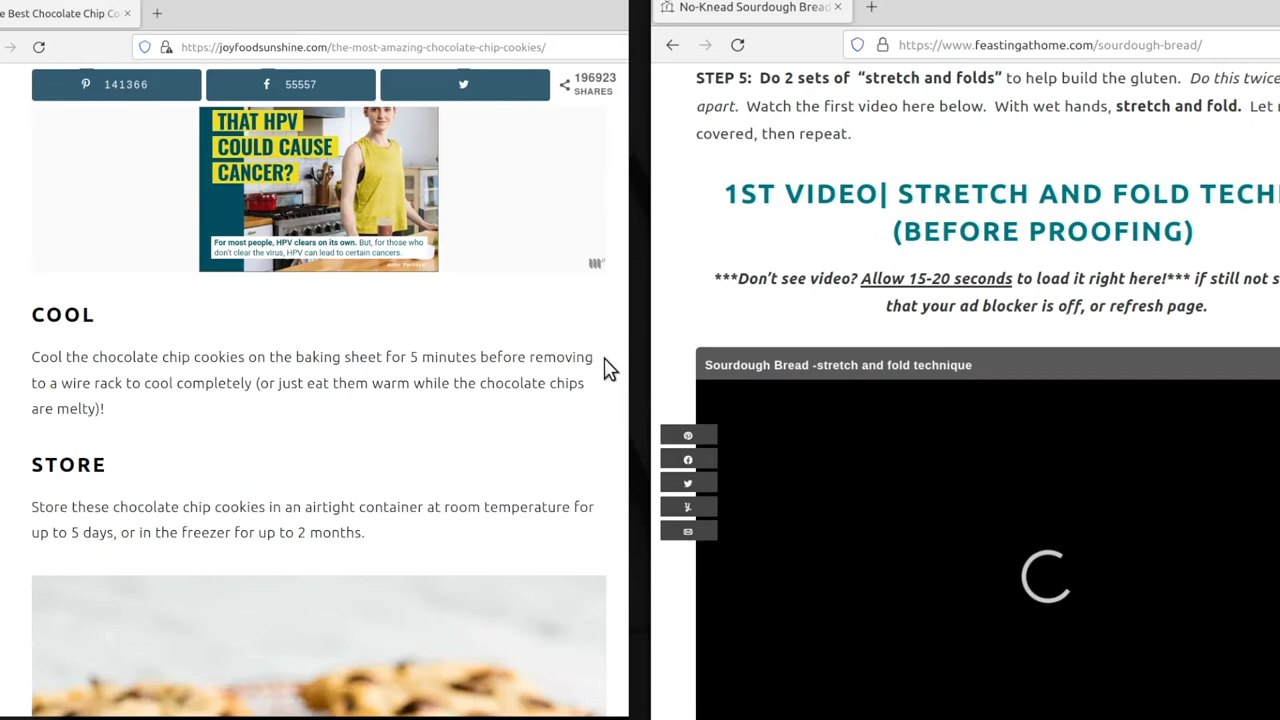 e Best Chocolate Chip Co
https://joyfoodsunshine.com/the-most-amazing-chocolate-chip-cookies/
141366
55557
196923
SHARES
THAT HPV
COULD CAUSE
CANCER?
For most people, HPV clears on its own. But, for those who
don't clear the virus, HPV can lead to certain cancers.
COOL
Cool the chocolate chip cookies on the baking sheet for 5 minutes before removing
to a wire rack to cool completely (or just eat them warm while the chocolate chips
are melty)!
STORE
Store these chocolate chip cookies in an airtight container at room temperature for
up to 5 days, or in the freezer for up to 2 months.
No-Knead Sourdough Bread
https://www.feastingathome.com/sourdough-bread/
STEP 5: Do 2 sets of “stretch and folds” to help build the gluten. Do this twice
apart. Watch the first video here below. With wet hands, stretch and fold. Let
covered, then repeat.
1ST VIDEO| STRETCH AND FOLD TECH
(BEFORE PROOFING)
***Don’t see video? Allow 15-20 seconds to load it right here!*** if still not s
that your ad blocker is off, or refresh page.
Sourdough Bread -stretch and fold technique